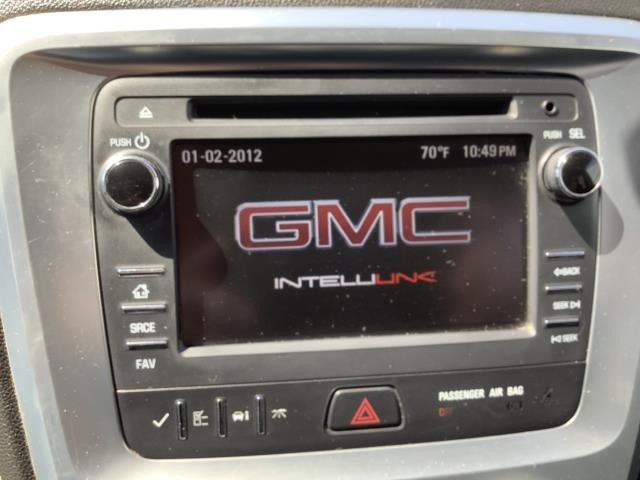 PUSH
PUSH SEL
01-02-2012 70°F 10:49 PM
GMC
INTELLILINK
BACK
SEEK
SRCE
SEEK
FAV
PASSENGER AIR BAG
OFF